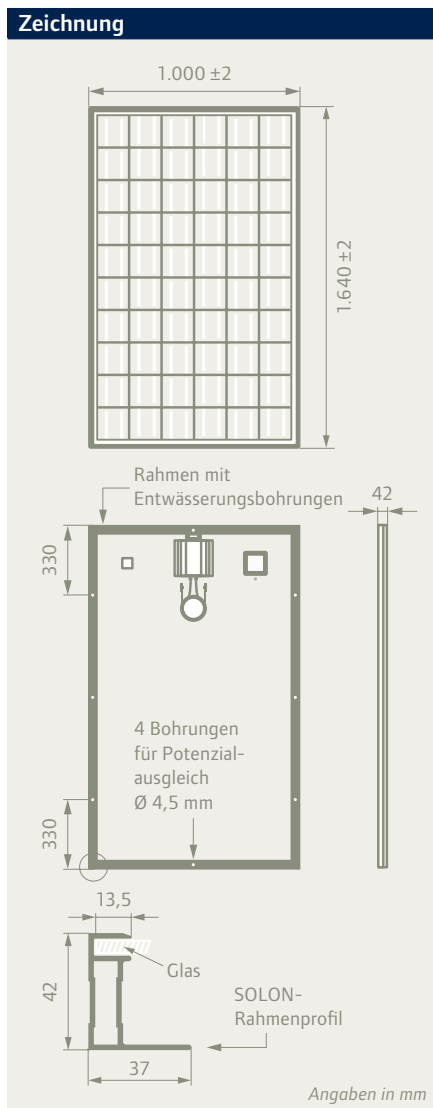 Zeichnung
1.000 ±2
1.640 ±2
Rahmen mit
Entwässerungsbohrungen
42
330
4 Bohrungen
für Potenzial-
ausgleich
Ø 4,5 mm
330
13,5
Glas
42
SOLON-
Rahmenprofil
37
Angaben in mm